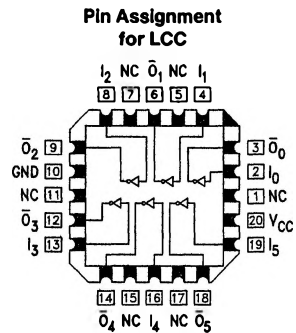 Pin Assignment
for LCC
I₂ NC Ō₁ NC I₁
8 7 6 5 4
Ō₂ 9
GND 10
NC 11
Ō₃ 12
I₃ 13
3 Ō₀
2 I₀
1 NC
20 VCC
19 I₅
14 15 16 17 18
Ō₄ NC I₄ NC Ō₅